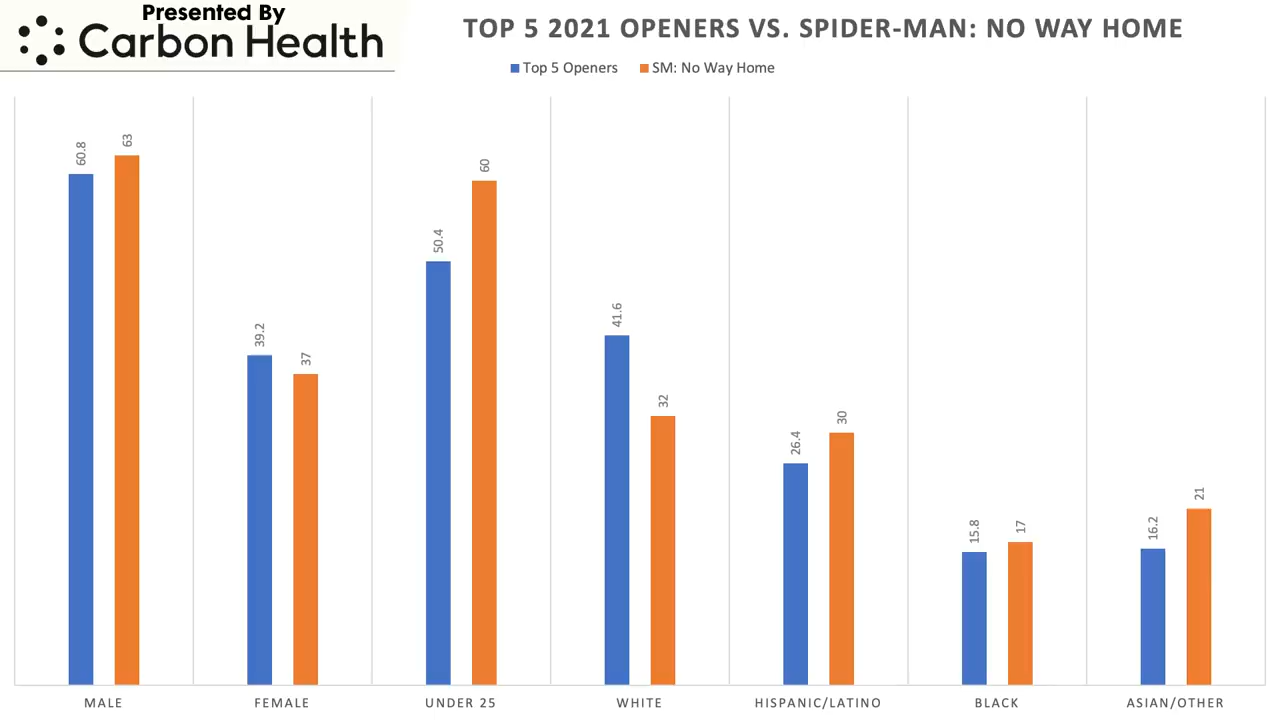 Presented By
Carbon Health
TOP 5 2021 OPENERS VS. SPIDER-MAN: NO WAY HOME
Top 5 Openers SM: No Way Home
60.8 63
39.2 37
50.4 60
41.6 32
26.4 30
15.8 17
16.2 21
MALE FEMALE UNDER 25 WHITE HISPANIC/LATINO BLACK ASIAN/OTHER